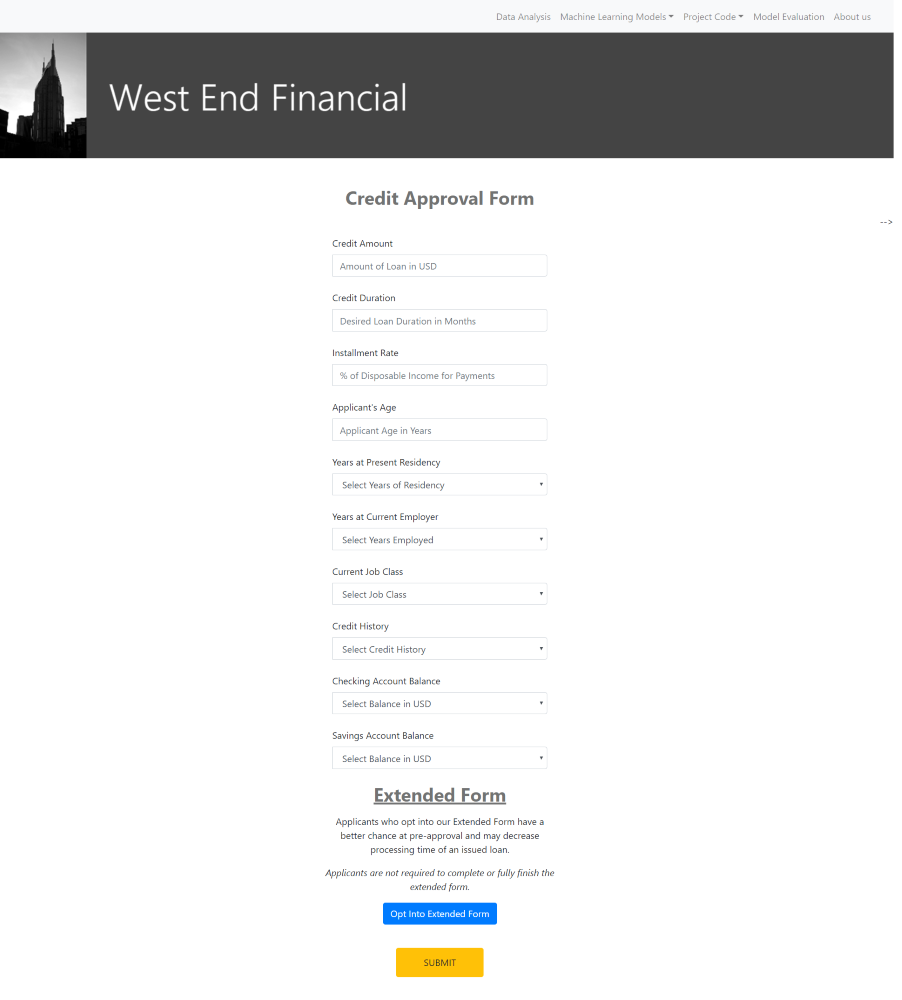 Data Analysis Machine Learning Models Project Code Model Evaluation About us
West End Financial
Credit Approval Form
-->
Credit Amount
Amount of Loan in USD
Credit Duration
Desired Loan Duration in Months
Installment Rate
% of Disposable Income for Payments
Applicant's Age
Applicant Age in Years
Years at Present Residency
Select Years of Residency
Years at Current Employer
Select Years Employed
Current Job Class
Select Job Class
Credit History
Select Credit History
Checking Account Balance
Select Balance in USD
Savings Account Balance
Select Balance in USD
Extended Form
Applicants who opt into our Extended Form have a
better chance at pre-approval and may decrease
processing time of an issued loan.
Applicants are not required to complete or fully finish the
extended form.
Opt Into Extended Form
SUBMIT